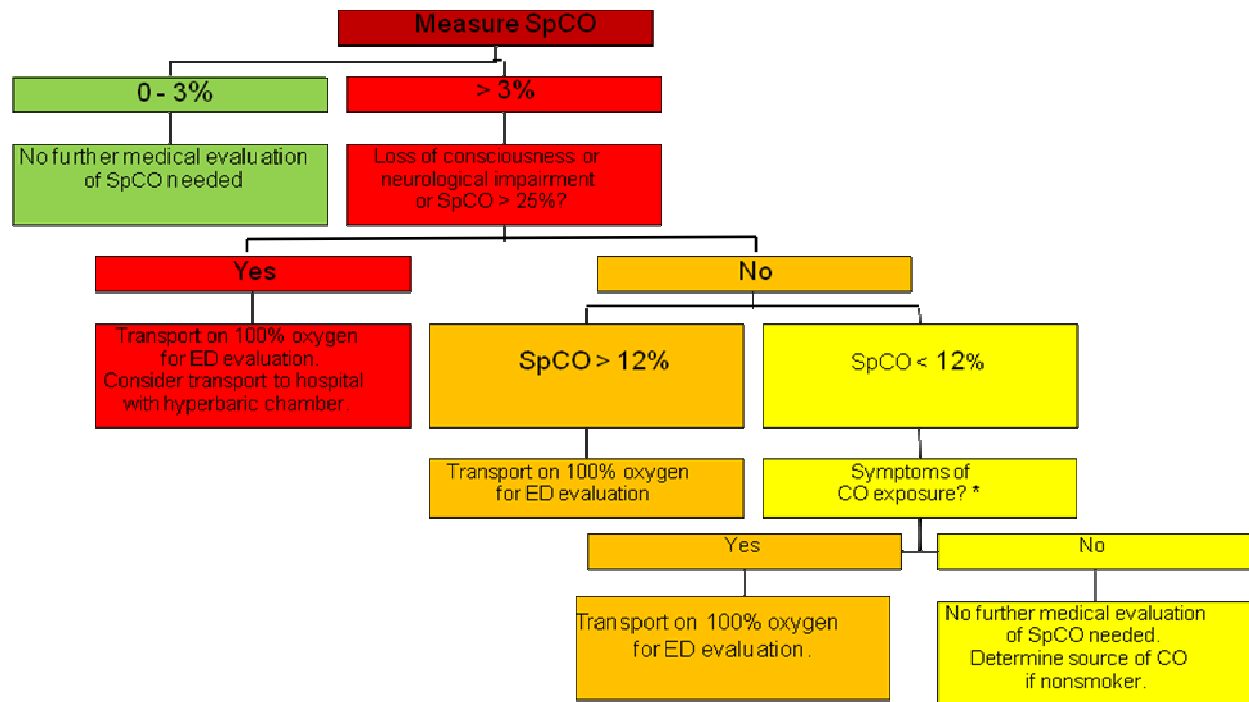 Measure SpCO
0 - 3%
> 3%
No further medical evaluation
of SpCO needed
Loss of consciousness or
neurological impairment
or SpCO > 25%?
Yes
No
Transport on 100% oxygen
for ED evaluation.
Consider transport to hospital
with hyperbaric chamber.
SpCO > 12%
SpCO < 12%
Transport on 100% oxygen
for ED evaluation
Symptoms of
CO exposure? *
Yes
No
Transport on 100% oxygen
for ED evaluation.
No further medical evaluation
of SpCO needed.
Determine source of CO
if nonsmoker.